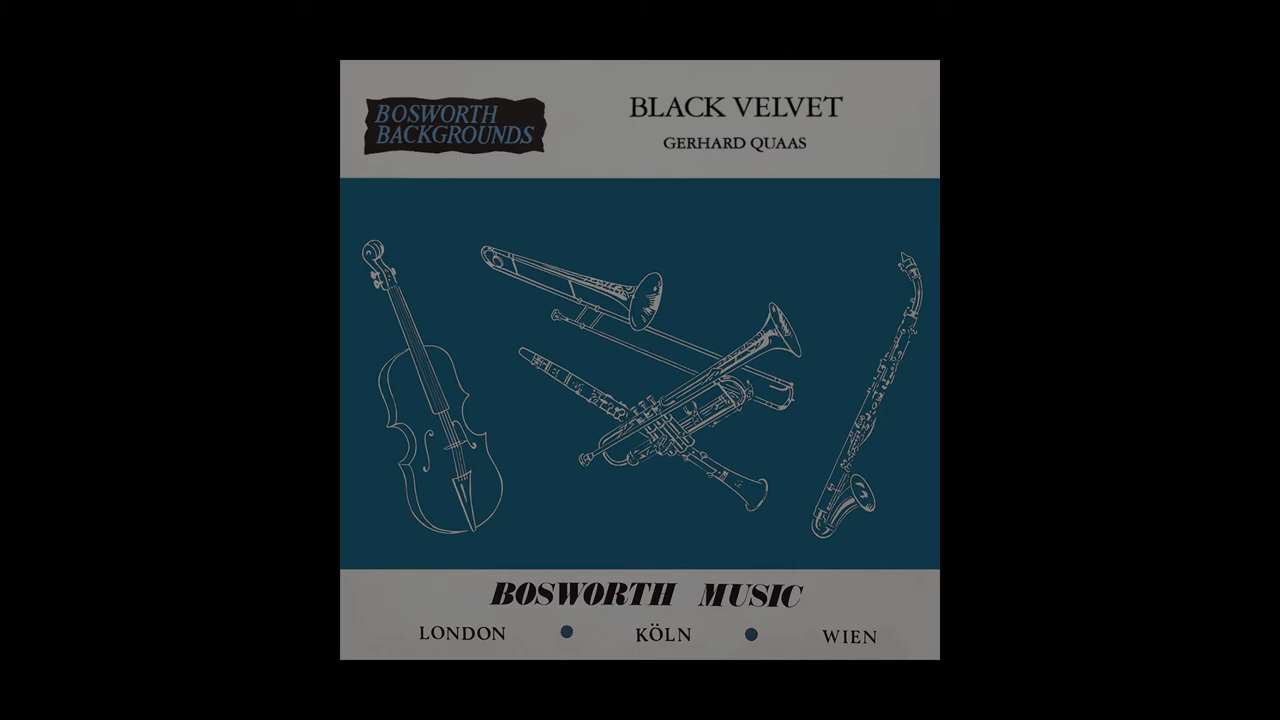 BOSWORTH
BACKGROUNDS
BLACK VELVET
GERHARD QUAAS
BOSWORTH MUSIC
LONDON • KÖLN • WIEN